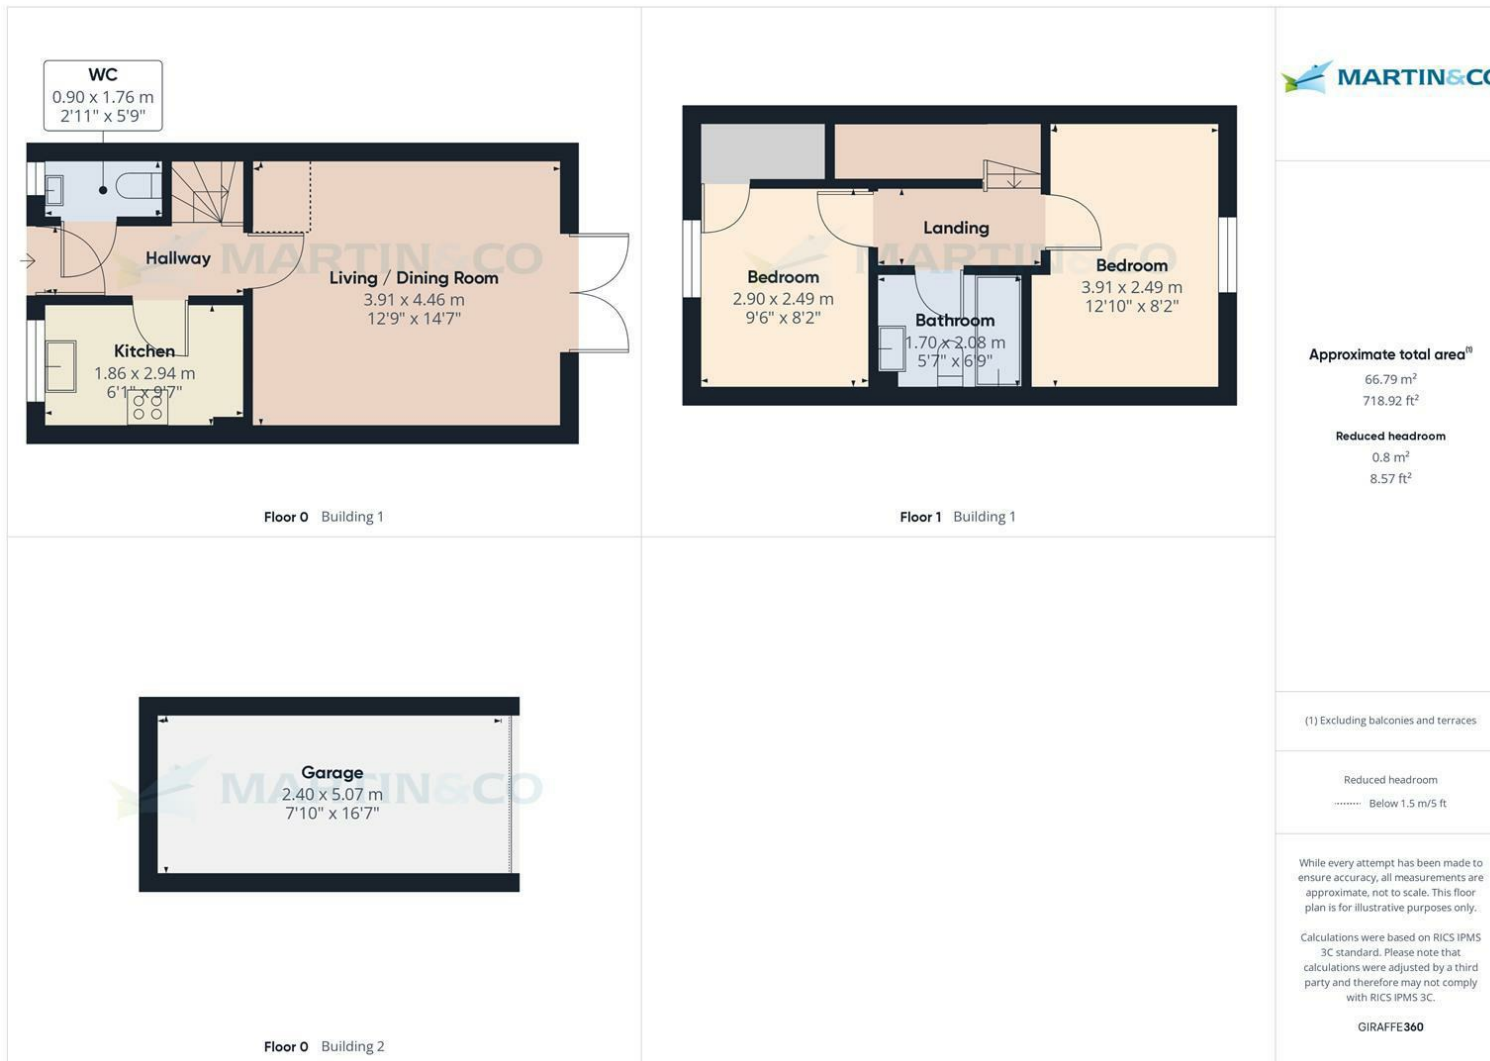 WC
0.90 x 1.76 m
2'11" x 5'9"
Hallway
MARTIN&CO
Living / Dining Room
3.91 x 4.46 m
12'9" x 14'7"
Kitchen
1.86 x 2.94 m
6'1" x 9'7"
Floor 0 Building 1
Landing
MARTIN&CO
Bedroom
2.90 x 2.49 m
9'6" x 8'2"
Bedroom
3.91 x 2.49 m
12'10" x 8'2"
Bathroom
1.70 x 2.08 m
5'7" x 6'9"
Floor 1 Building 1
Garage
MARTIN&CO
2.40 x 5.07 m
7'10" x 16'7"
Floor 0 Building 2
MARTIN&CO
Approximate total area(1)
66.79 m²
718.92 ft²
Reduced headroom
0.8 m²
8.57 ft²
(1) Excluding balconies and terraces
Reduced headroom
Below 1.5 m/5 ft
While every attempt has been made to
ensure accuracy, all measurements are
approximate, not to scale. This floor
plan is for illustrative purposes only.
Calculations were based on RICS IPMS
3C standard. Please note that
calculations were adjusted by a third
party and therefore may not comply
with RICS IPMS 3C.
GIRAFFE360